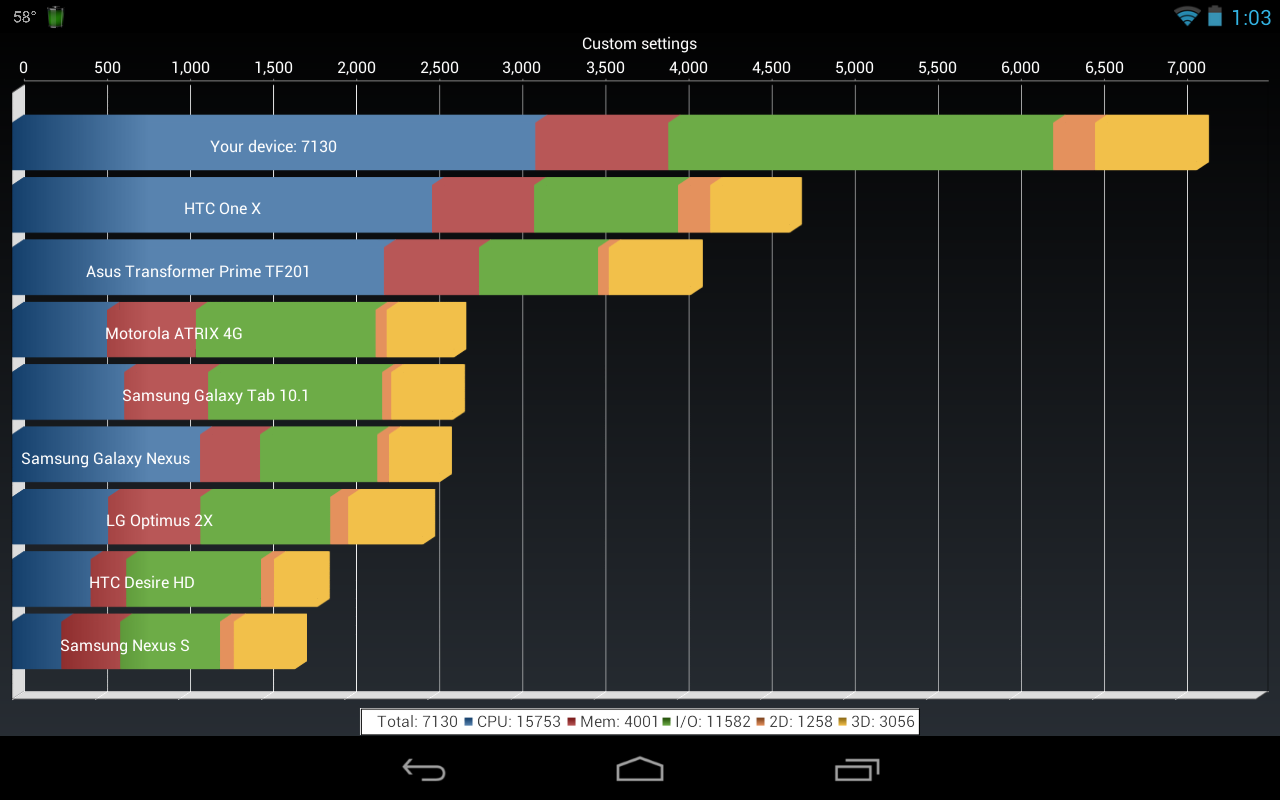 58° 1:03
Custom settings
0 500 1,000 1,500 2,000 2,500 3,000 3,500 4,000 4,500 5,000 5,500 6,000 6,500 7,000
Your device: 7130
HTC One X
Asus Transformer Prime TF201
Motorola ATRIX 4G
Samsung Galaxy Tab 10.1
Samsung Galaxy Nexus
LG Optimus 2X
HTC Desire HD
Samsung Nexus S
Total: 7130 CPU: 15753 Mem: 4001 I/O: 11582 2D: 1258 3D: 3056